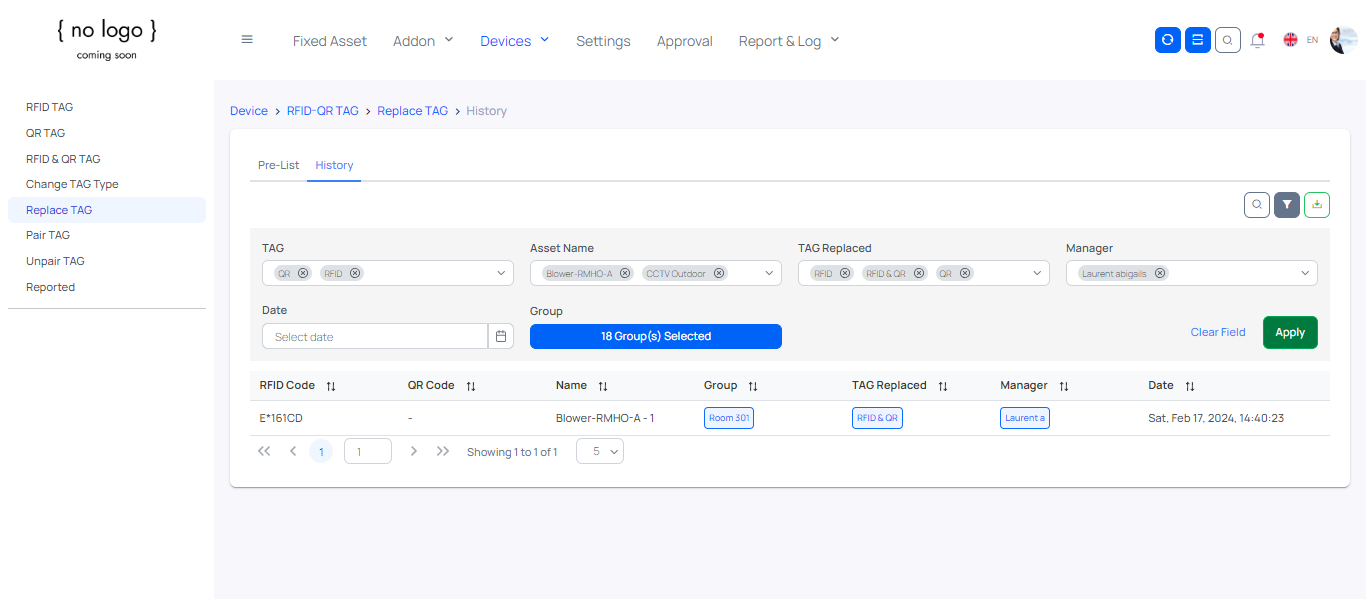 { no logo }
coming soon
Fixed Asset Addon Devices Settings Approval Report & Log EN
RFID TAG
QR TAG
RFID & QR TAG
Change TAG Type
Replace TAG
Pair TAG
Unpair TAG
Reported
Device > RFID-QR TAG > Replace TAG > History
Pre-List History
TAG Asset Name TAG Replaced Manager
QR RFID Blower-RMHO-A CCTV Outdoor RFID RFID & QR QR Laurent abigails
Date Group
Select date 18 Group(s) Selected Clear Field Apply
RFID Code QR Code Name Group TAG Replaced Manager Date
E*161CD - Blower-RMHO-A - 1 Room 301 RFID & QR Laurent a Sat, Feb 17, 2024, 14:40:23
1 1 Showing 1 to 1 of 1 5